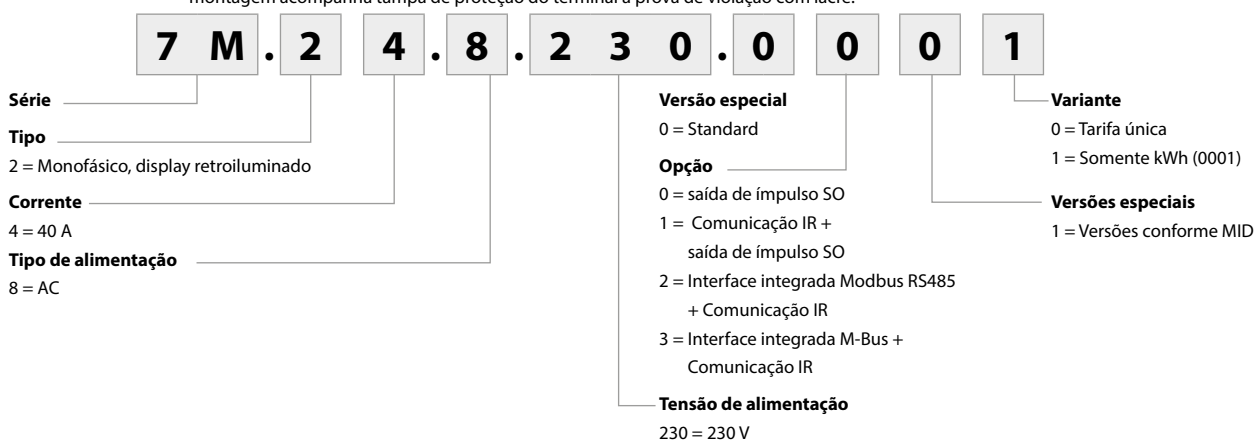 montagem acompanha tampa de proteção do terminal à prova de violação com lacre.
7 M . 2 4 . 8 . 2 3 0 . 0 0 0 1
Série
Tipo
2 = Monofásico, display retroiluminado
Corrente
4 = 40 A
Tipo de alimentação
8 = AC
Versão especial
0 = Standard
Opção
0 = saída de ímpulso SO
1 = Comunicação IR +
saída de ímpulso SO
2 = Interface integrada Modbus RS485
+ Comunicação IR
3 = Interface integrada M-Bus +
Comunicação IR
Tensão de alimentação
230 = 230 V
Variante
0 = Tarifa única
1 = Somente kWh (0001)
Versões especiais
1 = Versões conforme MID